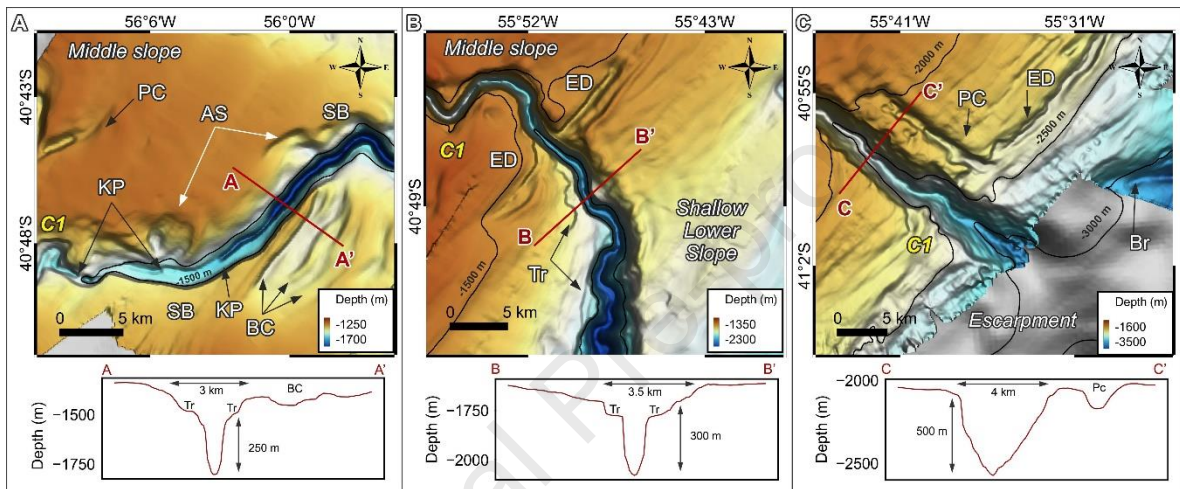 A
56°6'W
56°0'W
Middle slope
N
W
E
S
40°43'S
PC
AS
SB
A
KP
C1
40°48'S
A'
-1500 m
SB
KP
BC
0
5 km
Depth (m)
-1250
-1700
B
55°52'W
55°43'W
Middle slope
N
W
E
S
ED
C1
ED
B'
40°49'S
B
Shallow
Lower
Slope
Tr
-1500 m
0
5 km
Depth (m)
-1350
-2300
C
55°41'W
55°31'W
-2000 m
N
W
E
S
40°55'S
C'
PC
ED
-2500 m
C
C1
-3000 m
Br
41°2'S
Escarpment
0
5 km
Depth (m)
-1600
-3500
A
A'
3 km
BC
Tr
Tr
−1500
250 m
−1750
Depth (m)
B
B'
3.5 km
Tr
Tr
−1750
300 m
−2000
Depth (m)
C
C'
−2000
4 km
Pc
500 m
−2500
Depth (m)